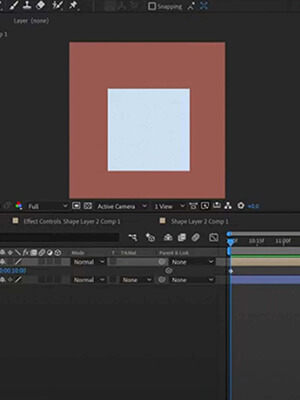 Snapping
Layer (none)
Comp 1
Full
Active Camera
1 View
+0.0
Effect Controls Shape Layer 2 Comp 1
Shape Layer 2 Comp 1
10:15f
11:00f
Mode
T
TrkMat
Parent & Link
Normal
None
0:00:10:00
Normal
None
None